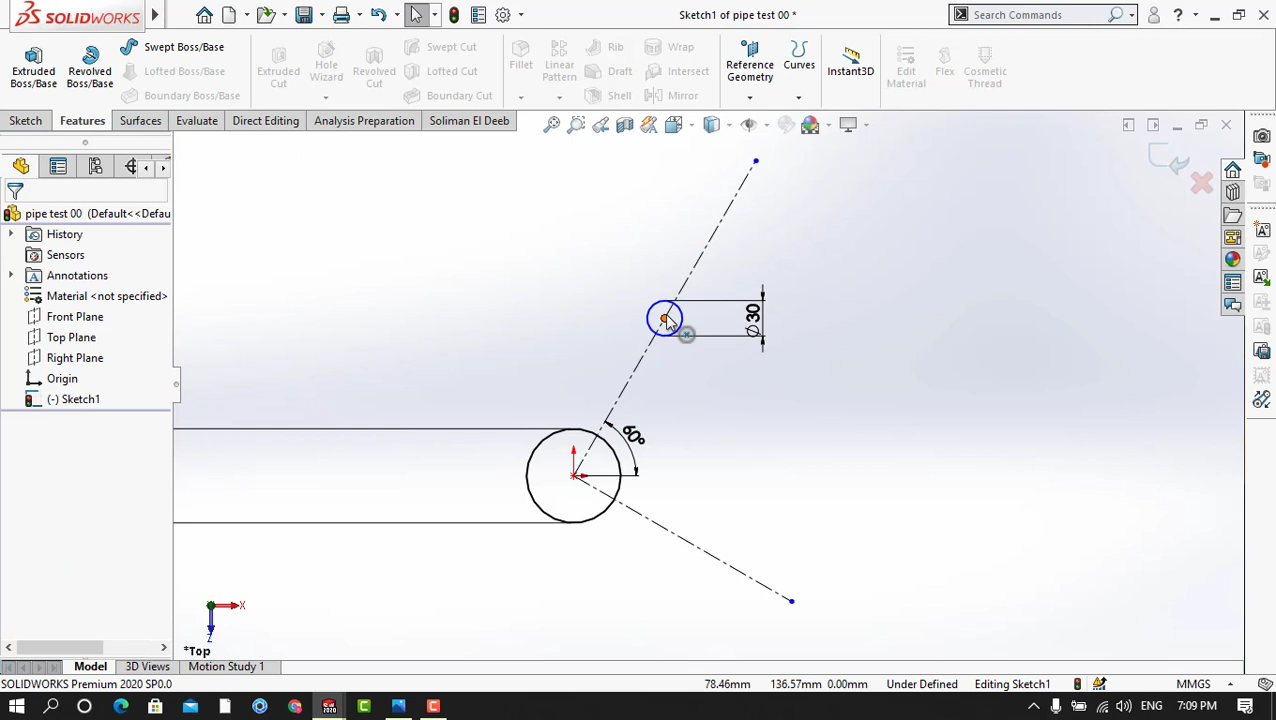 SOLIDWORKS
Sketch1 of pipe test 00 *
Search Commands
Extruded Boss/Base
Revolved Boss/Base
Swept Boss/Base
Lofted Boss/Base
Boundary Boss/Base
Extruded Cut
Hole Wizard
Revolved Cut
Swept Cut
Lofted Cut
Boundary Cut
Fillet
Linear Pattern
Rib
Draft
Shell
Wrap
Intersect
Mirror
Reference Geometry
Curves
Instant3D
Edit Material
Flex
Cosmetic Thread
Sketch Features Surfaces Evaluate Direct Editing Analysis Preparation Soliman El Deeb
pipe test 00 (Default<<Defau
History
Sensors
Annotations
Material <not specified>
Front Plane
Top Plane
Right Plane
Origin
(-) Sketch1
Ø 30
60°
X
Z
*Top
Model 3D Views Motion Study 1
SOLIDWORKS Premium 2020 SP0.0 78.46mm 136.57mm 0.00mm Under Defined Editing Sketch1 MMGS
2020
ENG 7:09 PM